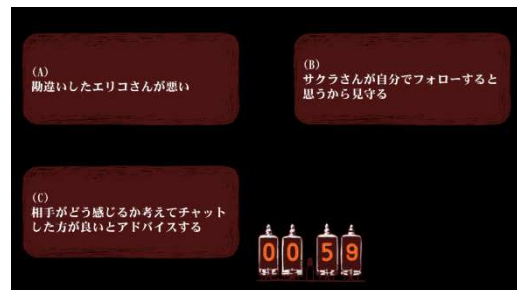 (A)
勘違いしたエリコさんが悪い
(B)
サクラさんが自分でフォローすると
思うから見守る
(C)
相手がどう感じるか考えてチャット
した方が良いとアドバイスする
00 59